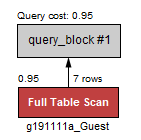 Query cost: 0.95
query_block #1
0.95 7 rows
Full Table Scan
g191111a_Guest